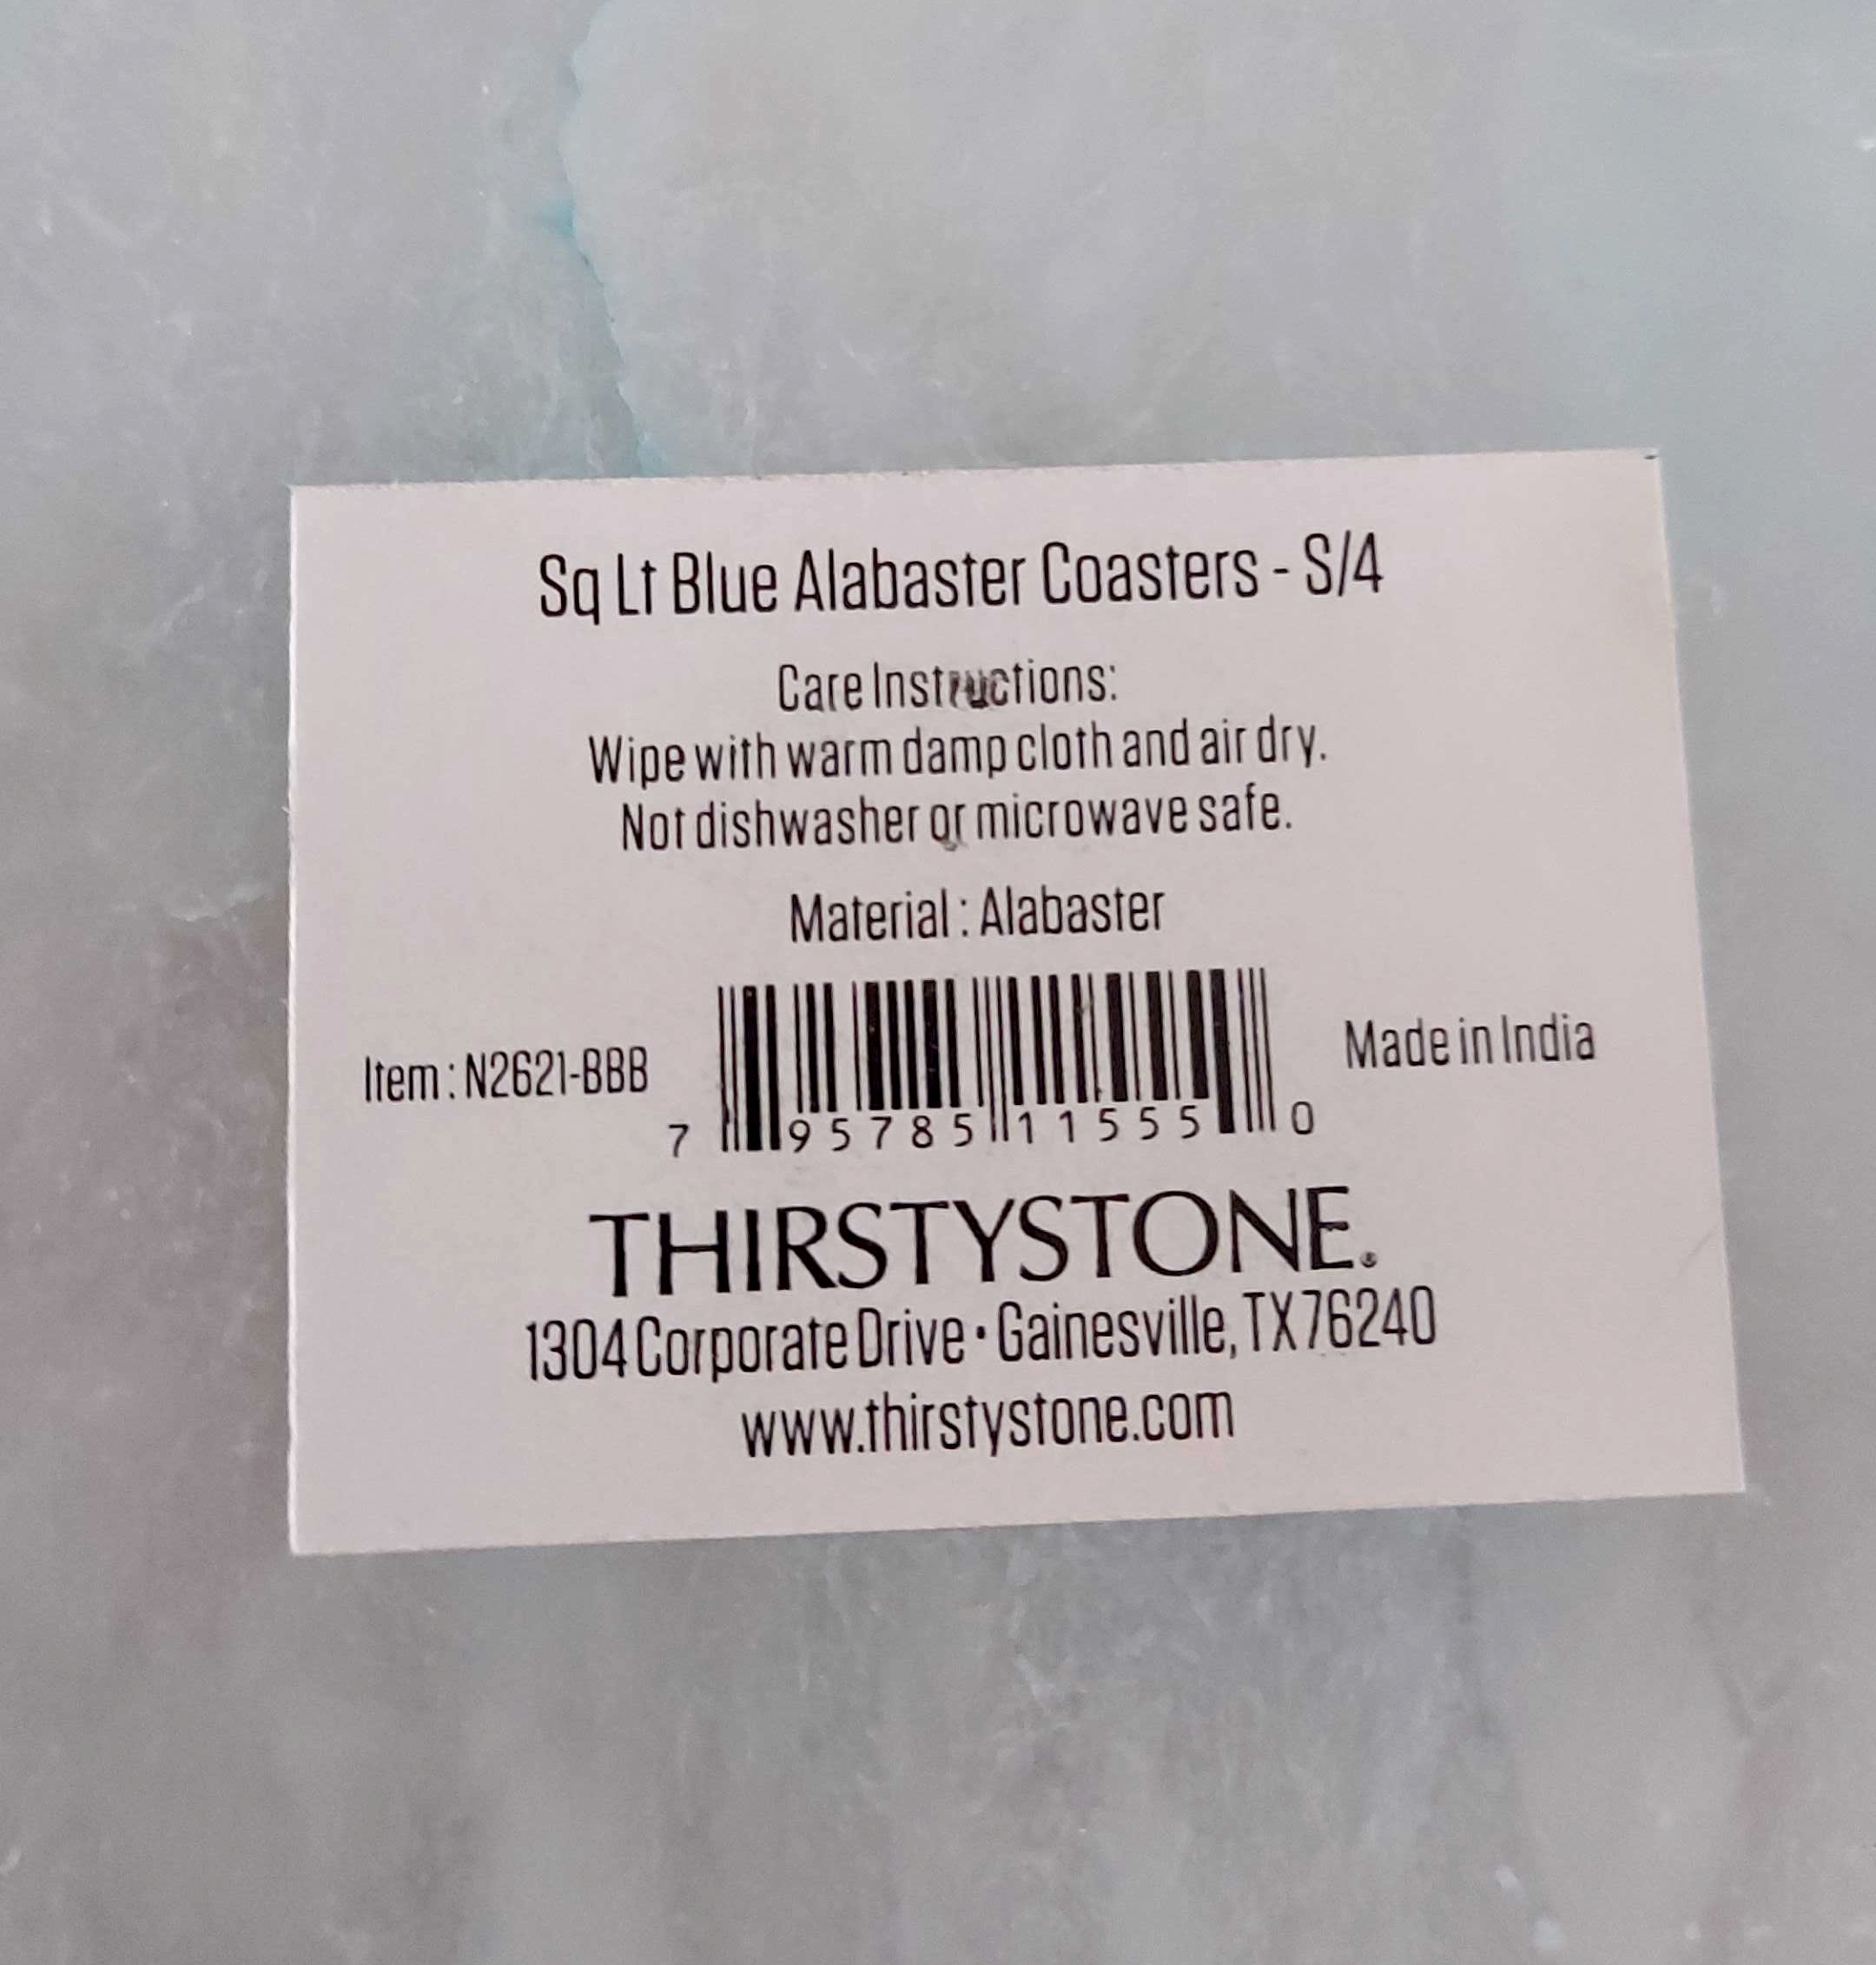 Sq Lt Blue Alabaster Coasters - S/4
Care Instructions:
Wipe with warm damp cloth and air dry.
Not dishwasher or microwave safe.
Material : Alabaster
Item : N2621-BBB
7 95785 11555 0
Made in India
THIRSTYSTONE®
1304 Corporate Drive • Gainesville, TX 76240
www.thirstystone.com